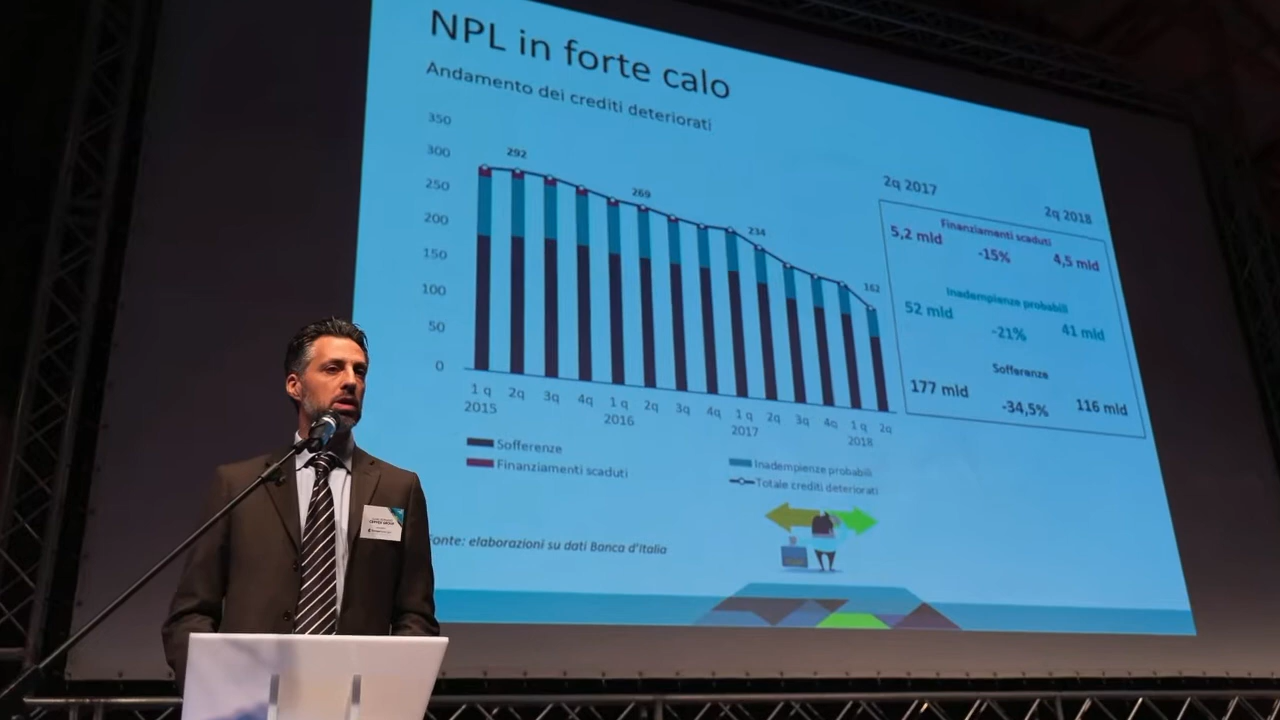 NPL in forte calo
Andamento dei crediti deteriorati
350
300
250
200
150
100
50
0
292
269
234
162
1 q 2q 3q 4q 1 q 2q 3q 4q 1 q 2q 3q 4q 1 q 2q
2015 2016 2017 2018
Sofferenze
Finanziamenti scaduti
Inadempienze probabili
Totale crediti deteriorati
2q 2017
2q 2018
Finanziamenti scaduti
5,2 mld -15% 4,5 mld
Inadempienze probabili
52 mld -21% 41 mld
Sofferenze
177 mld -34,5% 116 mld
Fonte: elaborazioni su dati Banca d'Italia